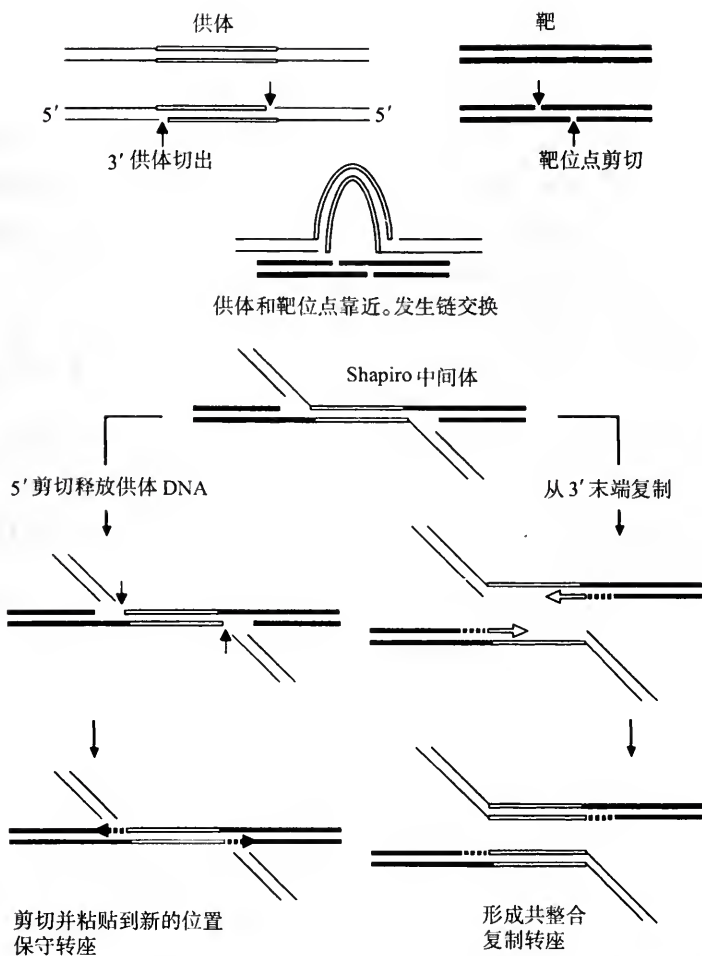 供体
靶
5′
5′
3′供体切出
靶位点剪切
供体和靶位点靠近。发生链交换
Shapiro 中间体
5′剪切释放供体 DNA
从3′末端复制
剪切并粘贴到新的位置
保守转座
形成共整合
复制转座